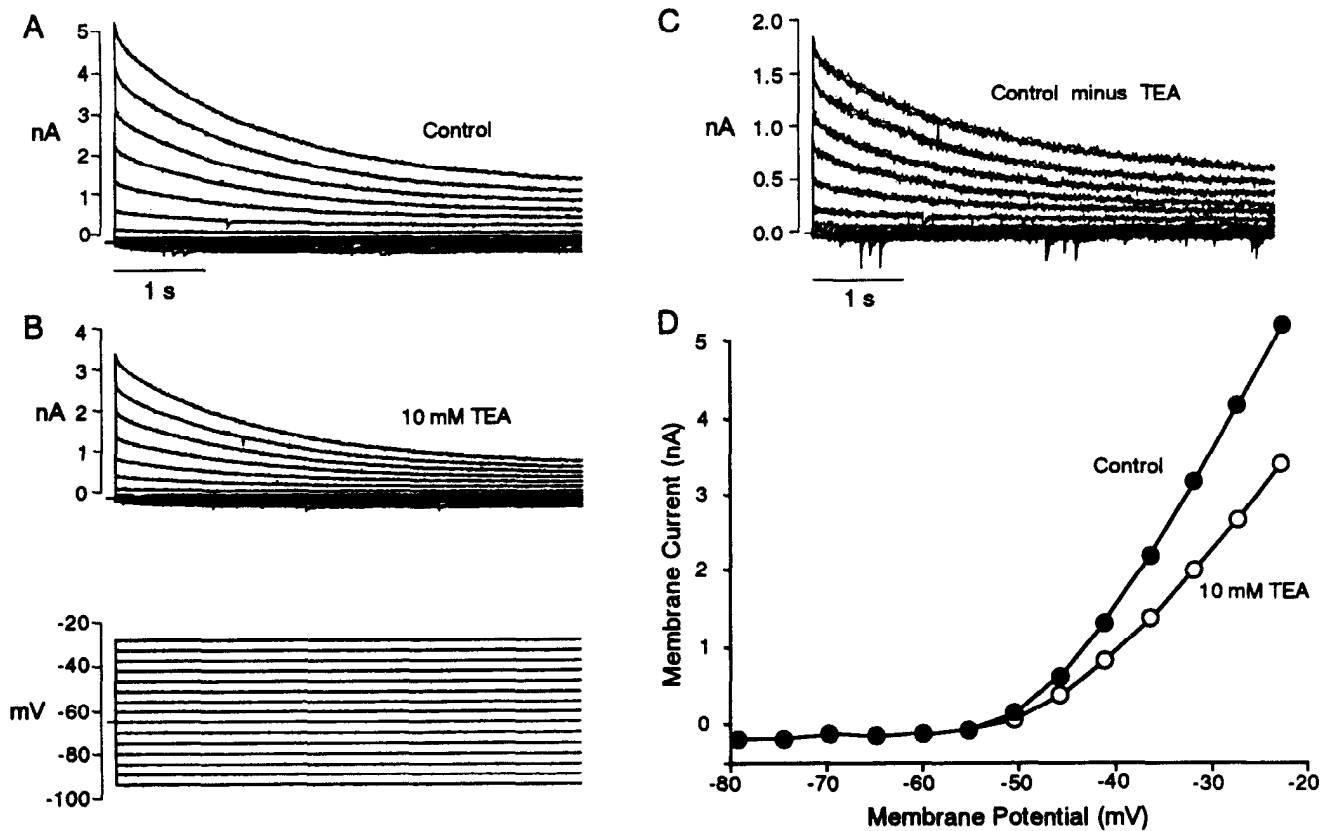 A
5
4
3
nA
2
1
0
Control
1 s
B
4
3
nA
2
1
0
10 mM TEA
-20
-40
mV
-60
-80
-100
C
2.0
1.5
nA
1.0
0.5
0.0
Control minus TEA
1 s
D
5
4
3
2
1
0
Membrane Current (nA)
Control
10 mM TEA
-80 -70 -60 -50 -40 -30 -20
Membrane Potential (mV)